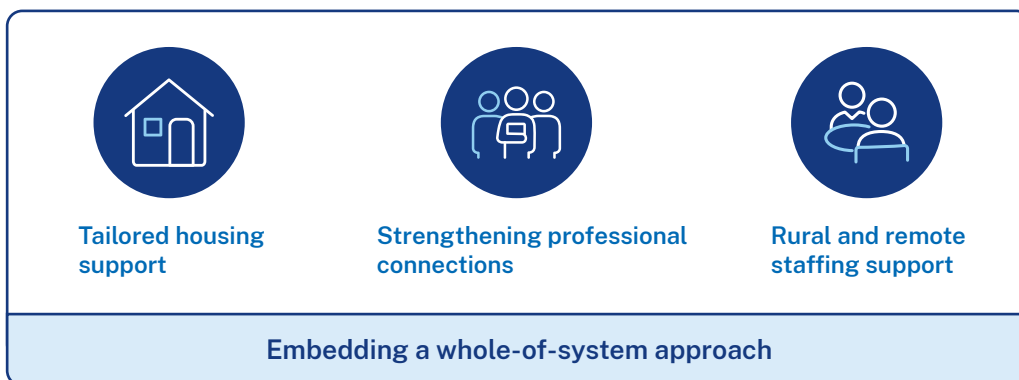 Tailored housing
support
Strengthening professional
connections
Rural and remote
staffing support
Embedding a whole-of-system approach